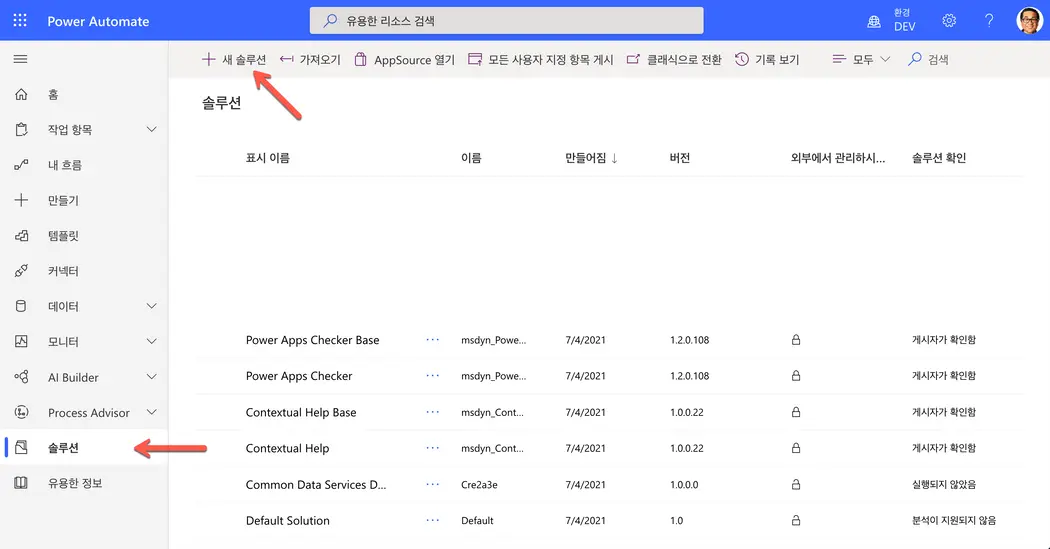 Power Automate
유용한 리소스 검색
환경
DEV
?
새 솔루션 가져오기 AppSource 열기 모든 사용자 지정 항목 게시 클래식으로 전환 기록 보기 모두 검색
홈
작업 항목
내 흐름
만들기
템플릿
커넥터
데이터
모니터
AI Builder
Process Advisor
솔루션
유용한 정보
솔루션
표시 이름 이름 만들어짐 ↓ 버전 외부에서 관리하시... 솔루션 확인
Power Apps Checker Base ··· msdyn_Powe... 7/4/2021 1.2.0.108 게시자가 확인함
Power Apps Checker ··· msdyn_Powe... 7/4/2021 1.2.0.108 게시자가 확인함
Contextual Help Base ··· msdyn_Cont... 7/4/2021 1.0.0.22 게시자가 확인함
Contextual Help ··· msdyn_Cont... 7/4/2021 1.0.0.22 게시자가 확인함
Common Data Services D... ··· Cre2a3e 7/4/2021 1.0.0.0 실행되지 않았음
Default Solution ··· Default 7/4/2021 1.0 분석이 지원되지 않음